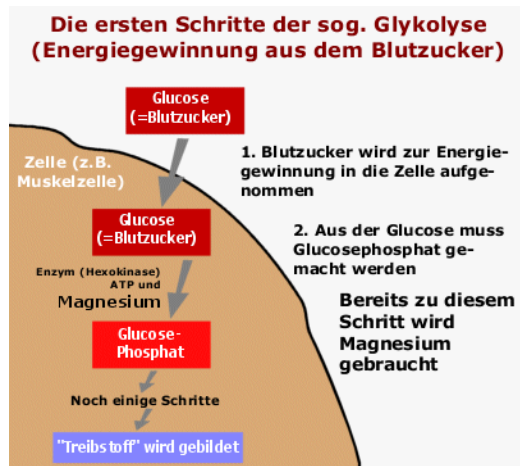 Die ersten Schritte der sog. Glykolyse
(Energiegewinnung aus dem Blutzucker)
Glucose
(=Blutzucker)
Zelle (z.B.
Muskelzelle)
1. Blutzucker wird zur Energie-
gewinnung in die Zelle aufge-
nommen
Glucose
(=Blutzucker)
2. Aus der Glucose muss
Glucosephosphat ge-
macht werden
Enzym (Hexokinase)
ATP und
Magnesium
Bereits zu diesem
Schritt wird
Magnesium
gebraucht
Glucose-
Phosphat
Noch einige Schritte
"Treibstoff" wird gebildet